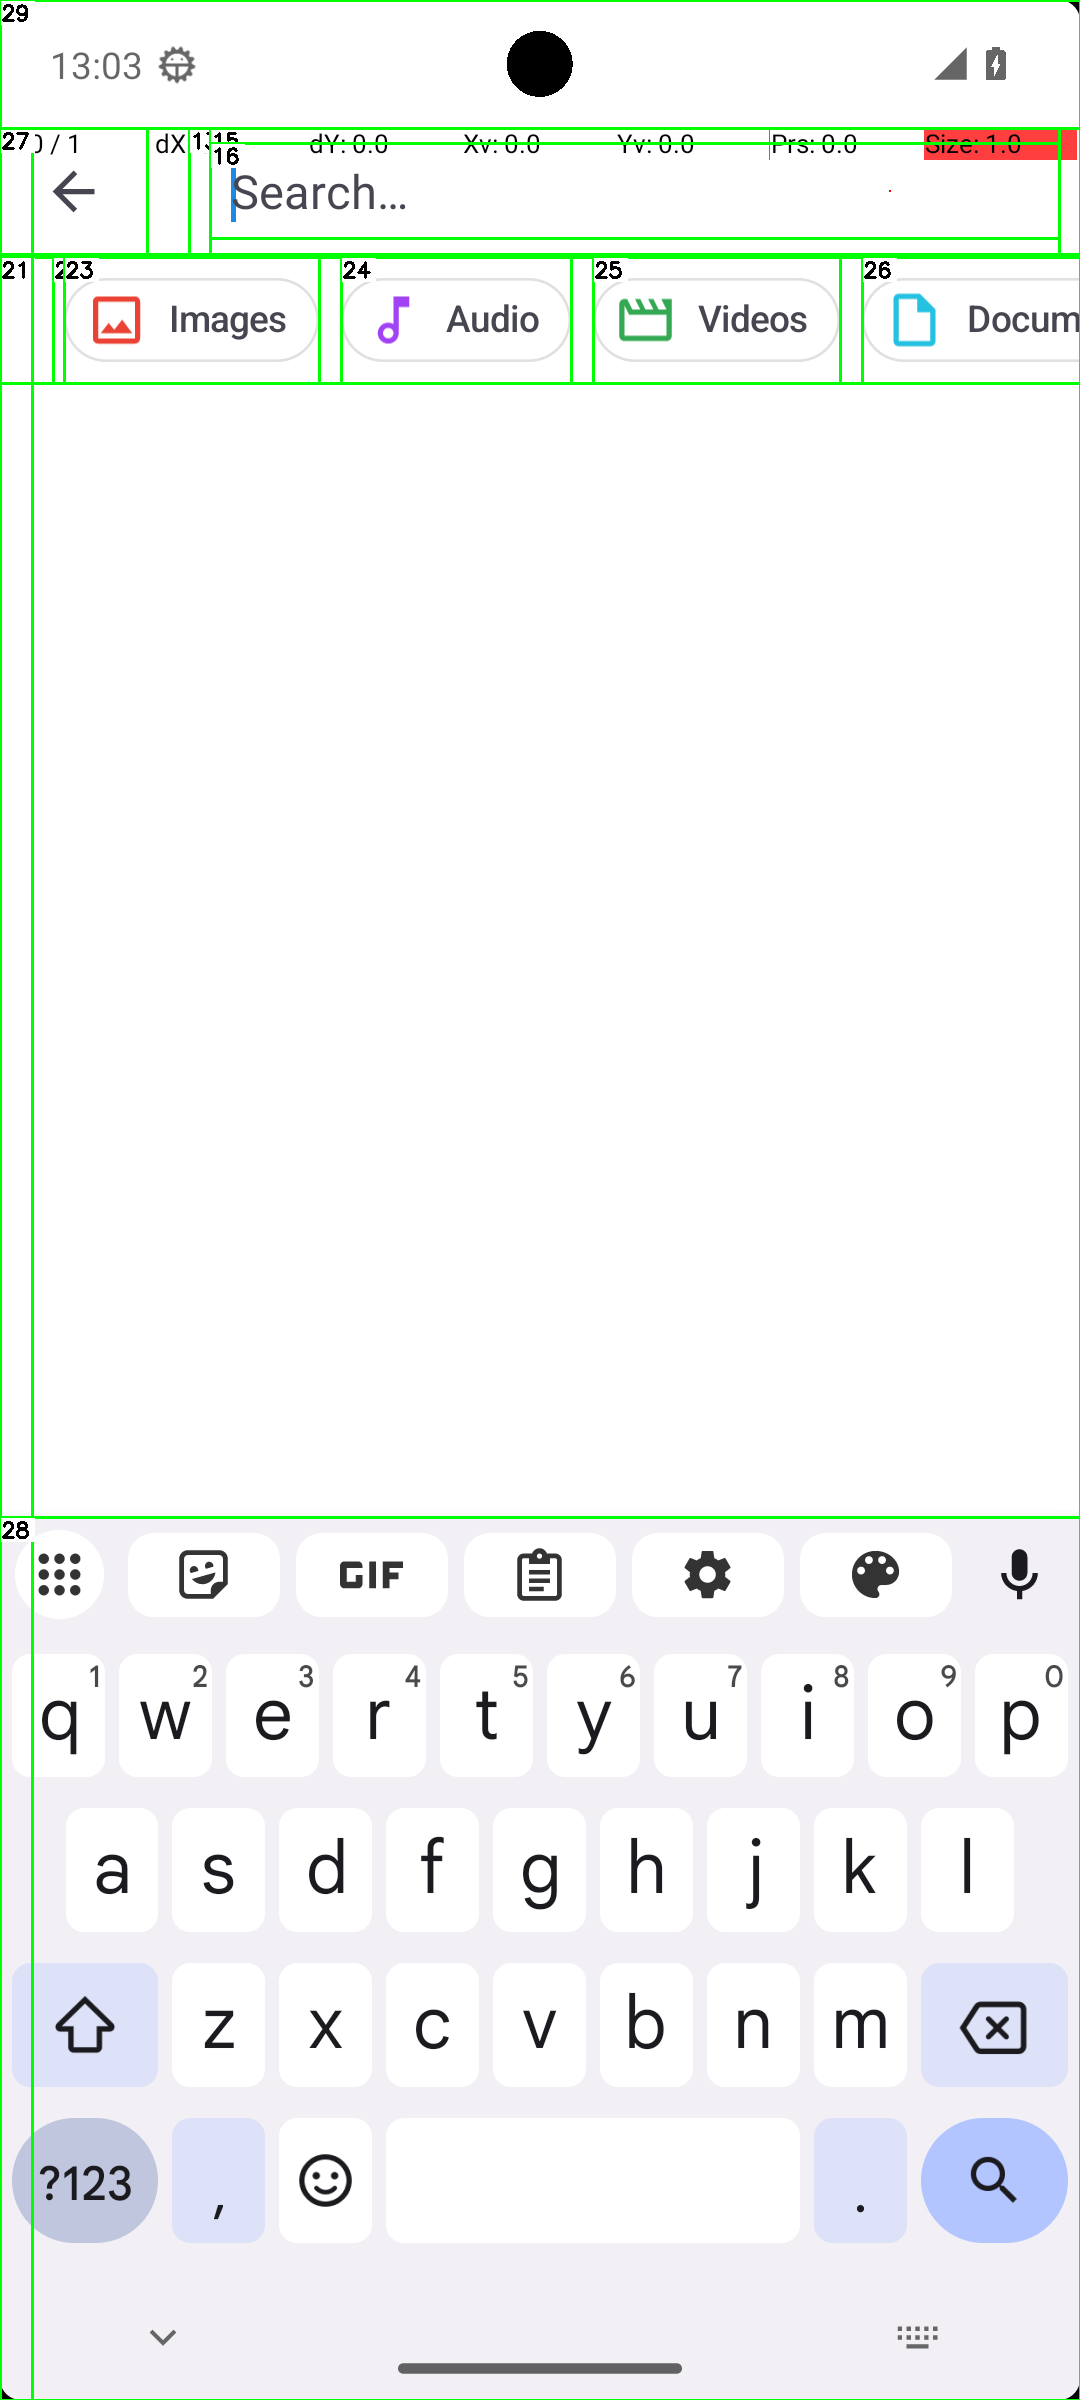 29
13:03
27 0 / 1 dX 15 dY: 0.0 Xv: 0.0 Yv: 0.0 Prs: 0.0 Size: 1.0
16
Search...
21 23 24 25 26
Images Audio Videos Docum
28
GIF
q 1 w 2 e 3 r 4 t 5 y 6 u 7 i 8 o 9 p 0
a s d f g h j k l
z x c v b n m
?123 , .